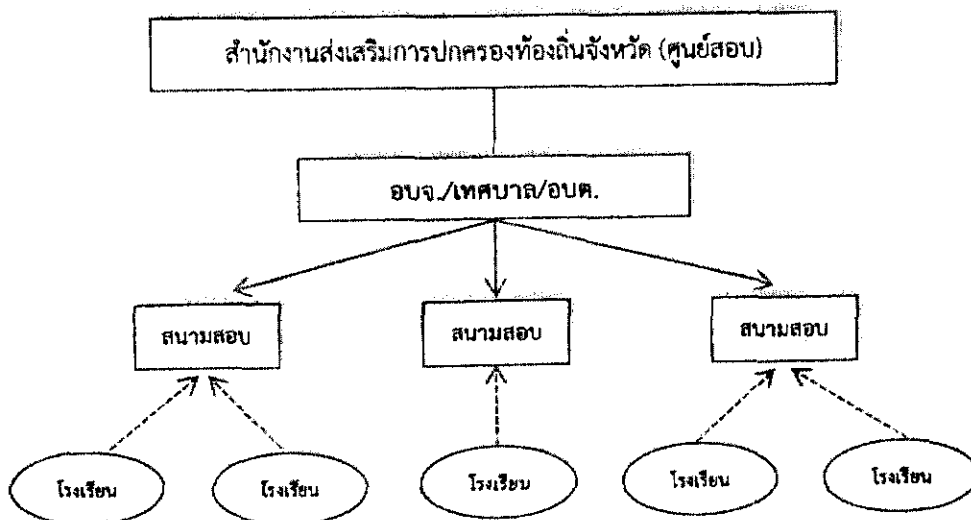 สำนักงานส่งเสริมการปกครองท้องถิ่นจังหวัด (ศูนย์สอบ)
อบจ./เทศบาล/อบต.
สนามสอบ
สนามสอบ
สนามสอบ
โรงเรียน
โรงเรียน
โรงเรียน
โรงเรียน
โรงเรียน